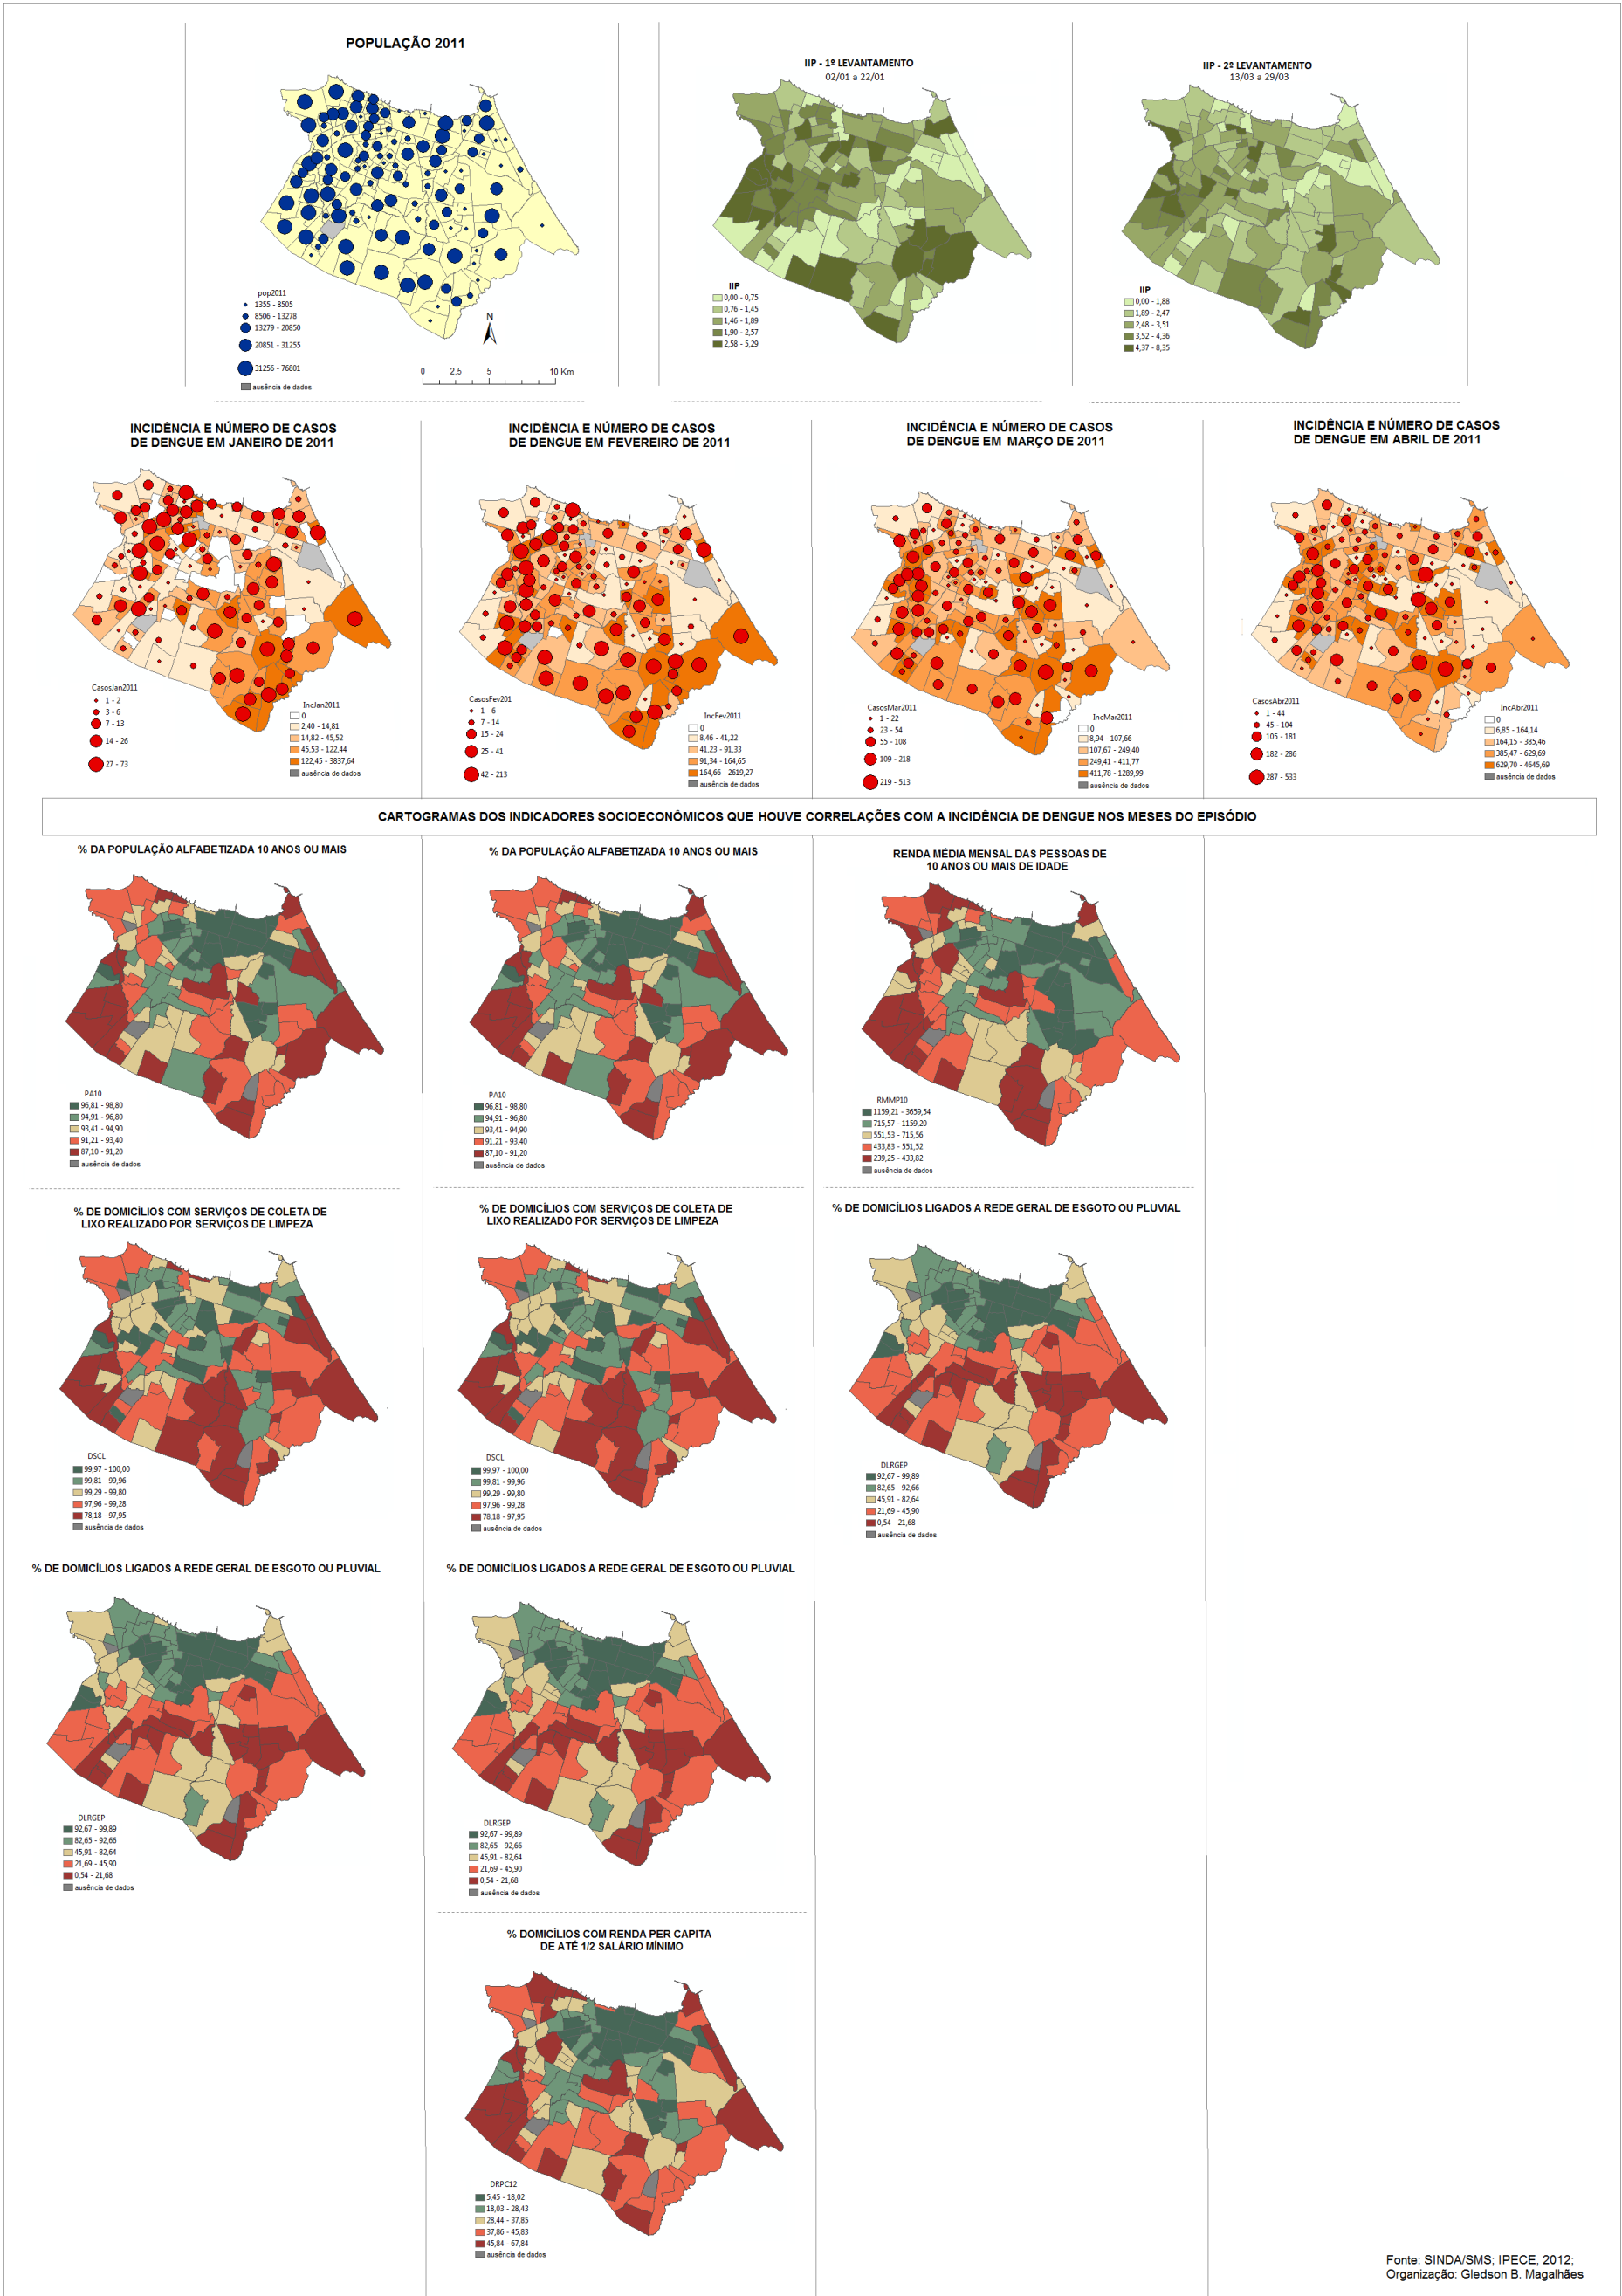 POPULAÇÃO 2011
pop2011
1355 - 8505
8506 - 13278
13279 - 20850
20851 - 31255
31256 - 76801
ausência de dados
N
0 2,5 5 10 Km
IIP - 1º LEVANTAMENTO
02/01 a 22/01
IIP
0,00 - 0,75
0,76 - 1,45
1,46 - 1,89
1,90 - 2,57
2,58 - 5,29
IIP - 2º LEVANTAMENTO
13/03 a 29/03
IIP
0,00 - 1,88
1,89 - 2,47
2,48 - 3,51
3,52 - 4,36
4,37 - 8,35
INCIDÊNCIA E NÚMERO DE CASOS
DE DENGUE EM JANEIRO DE 2011
CasosJan2011
1 - 2
3 - 6
7 - 13
14 - 26
27 - 73
IncJan2011
0
2,40 - 14,81
14,82 - 45,52
45,53 - 122,44
122,45 - 3837,64
ausência de dados
INCIDÊNCIA E NÚMERO DE CASOS
DE DENGUE EM FEVEREIRO DE 2011
CasosFev201
1 - 6
7 - 14
15 - 24
25 - 41
42 - 213
IncFev2011
0
8,46 - 41,22
41,23 - 91,33
91,34 - 164,65
164,66 - 2619,27
ausência de dados
INCIDÊNCIA E NÚMERO DE CASOS
DE DENGUE EM MARÇO DE 2011
CasosMar2011
1 - 22
23 - 54
55 - 108
109 - 218
219 - 513
IncMar2011
0
8,94 - 107,66
107,67 - 249,40
249,41 - 411,77
411,78 - 1289,99
ausência de dados
INCIDÊNCIA E NÚMERO DE CASOS
DE DENGUE EM ABRIL DE 2011
CasosAbr2011
1 - 44
45 - 104
105 - 181
182 - 286
287 - 533
IncAbr2011
0
6,85 - 164,14
164,15 - 385,46
385,47 - 629,69
629,70 - 4645,69
ausência de dados
CARTOGRAMAS DOS INDICADORES SOCIOECONÔMICOS QUE HOUVE CORRELAÇÕES COM A INCIDÊNCIA DE DENGUE NOS MESES DO EPISÓDIO
% DA POPULAÇÃO ALFABETIZADA 10 ANOS OU MAIS
PA10
96,81 - 98,80
94,91 - 96,80
93,41 - 94,90
91,21 - 93,40
87,10 - 91,20
ausência de dados
% DA POPULAÇÃO ALFABETIZADA 10 ANOS OU MAIS
PA10
96,81 - 98,80
94,91 - 96,80
93,41 - 94,90
91,21 - 93,40
87,10 - 91,20
ausência de dados
RENDA MÉDIA MENSAL DAS PESSOAS DE
10 ANOS OU MAIS DE IDADE
RMMP10
1159,21 - 3659,54
715,57 - 1159,20
551,53 - 715,56
433,83 - 551,52
239,25 - 433,82
ausência de dados
% DE DOMICÍLIOS COM SERVIÇOS DE COLETA DE
LIXO REALIZADO POR SERVIÇOS DE LIMPEZA
DSCL
99,97 - 100,00
99,81 - 99,96
99,29 - 99,80
97,96 - 99,28
78,18 - 97,95
ausência de dados
% DE DOMICÍLIOS COM SERVIÇOS DE COLETA DE
LIXO REALIZADO POR SERVIÇOS DE LIMPEZA
DSCL
99,97 - 100,00
99,81 - 99,96
99,29 - 99,80
97,96 - 99,28
78,18 - 97,95
ausência de dados
% DE DOMICÍLIOS LIGADOS A REDE GERAL DE ESGOTO OU PLUVIAL
DLRGEP
92,67 - 99,89
82,65 - 92,66
45,91 - 82,64
21,69 - 45,90
0,54 - 21,68
ausência de dados
% DE DOMICÍLIOS LIGADOS A REDE GERAL DE ESGOTO OU PLUVIAL
DLRGEP
92,67 - 99,89
82,65 - 92,66
45,91 - 82,64
21,69 - 45,90
0,54 - 21,68
ausência de dados
% DE DOMICÍLIOS LIGADOS A REDE GERAL DE ESGOTO OU PLUVIAL
DLRGEP
92,67 - 99,89
82,65 - 92,66
45,91 - 82,64
21,69 - 45,90
0,54 - 21,68
ausência de dados
% DOMICÍLIOS COM RENDA PER CAPITA
DE ATÉ 1/2 SALÁRIO MÍNIMO
DRPC12
5,45 - 18,02
18,03 - 28,43
28,44 - 37,85
37,86 - 45,83
45,84 - 67,84
ausência de dados
Fonte: SINDA/SMS; IPECE, 2012;
Organização: Gledson B. Magalhães